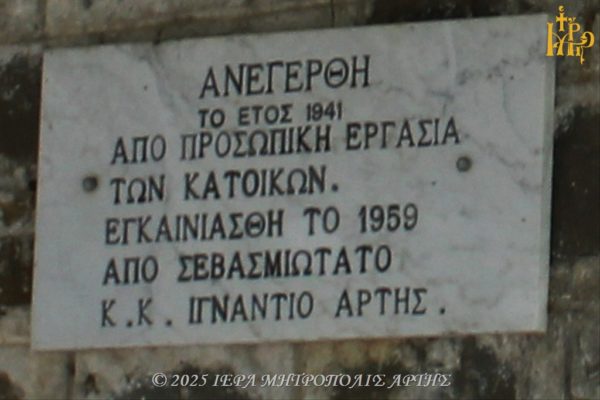 ΑΝΕΓΕΡΘΗ
ΤΟ ΕΤΟΣ 1941
ΑΠΟ ΠΡΟΣΩΠΙΚΗ ΕΡΓΑΣΙΑ
ΤΩΝ ΚΑΤΟΙΚΩΝ.
ΕΓΚΑΙΝΙΑΣΘΗ ΤΟ 1959
ΑΠΟ ΣΕΒΑΣΜΙΩΤΑΤΟ
Κ.Κ. ΙΓΝΑΝΤΙΟ ΑΡΤΗΣ.
© 2025 ΙΕΡΑ ΜΗΤΡΟΠΟΛΙΣ ΑΡΤΗΣ